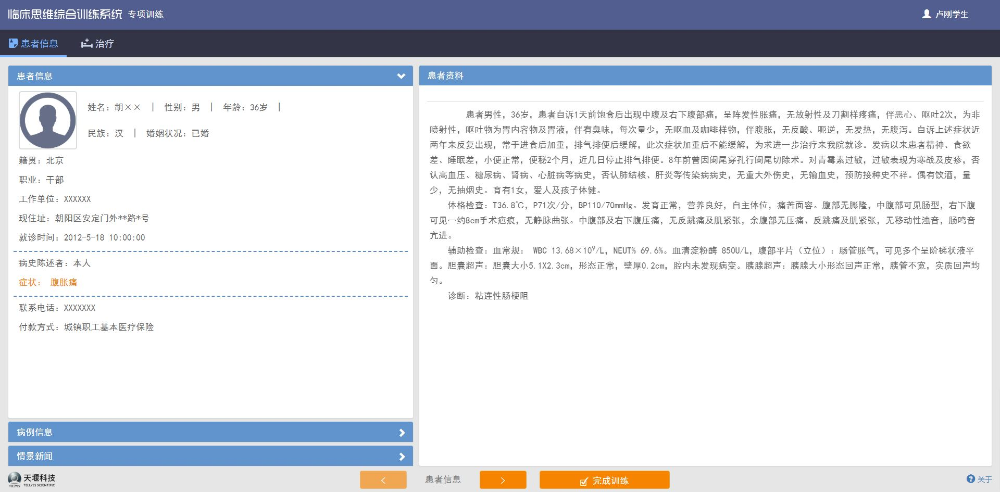 临床思维综合训练系统 专项训练
卢刚学生
患者信息 治疗
患者信息
姓名：胡×× | 性别：男 | 年龄：36岁 |
民族：汉 | 婚姻状况：已婚
籍贯：北京
职业：干部
工作单位：XXXXXX
现住址：朝阳区安定门外**路*号
就诊时间：2012-5-18 10:00:00
病史陈述者：本人
症状： 腹胀痛
联系电话：XXXXXXX
付款方式：城镇职工基本医疗保险
病例信息
情景新闻
患者资料
患者男性，36岁，患者自诉1天前饱食后出现中腹及右下腹部痛，呈阵发性胀痛，无放射性及刀割样疼痛，伴恶心、呕吐2次，为非
喷射性，呕吐物为胃内容物及胃液，伴有臭味，每次量少，无呕血及咖啡样物，伴腹胀，无反酸、呃逆，无发热，无腹泻。自诉上述症状近
两年来反复出现，常于进食后加重，排气排便后缓解，此次症状加重后不能缓解，为求进一步治疗来我院就诊。发病以来患者精神、食欲
差、睡眠差，小便正常，便秘2个月，近几日停止排气排便。8年前曾因阑尾穿孔行阑尾切除术。对青霉素过敏，过敏表现为寒战及皮疹，否
认高血压、糖尿病、肾病、心脏病等病史，否认肺结核、肝炎等传染病病史，无重大外伤史，无输血史，预防接种史不祥。偶有饮酒，量
少，无抽烟史。育有1女，爱人及孩子体健。
体格检查：T36.8℃，P71次/分，BP110/70mmHg。发育正常，营养良好，自主体位，痛苦面容。腹部无膨隆，中腹部可见肠型，右下腹
可见一约8cm手术疤痕，无静脉曲张。中腹部及右下腹压痛，无反跳痛及肌紧张，余腹部无压痛、反跳痛及肌紧张，无移动性浊音，肠鸣音
亢进。
辅助检查：血常规： WBC 13.68×10⁹/L，NEUT% 69.6%。血清淀粉酶 850U/L，腹部平片（立位）：肠管胀气，可见多个呈阶梯状液平
面。胆囊超声：胆囊大小5.1X2.3cm，形态正常，壁厚0.2cm，腔内未发现病变。胰腺超声：胰腺大小形态回声正常，胰管不宽，实质回声均
匀。
诊断：粘连性肠梗阻
天堰科技
TELLYES SCIENTIFIC
TELLYES
患者信息
完成训练
关于